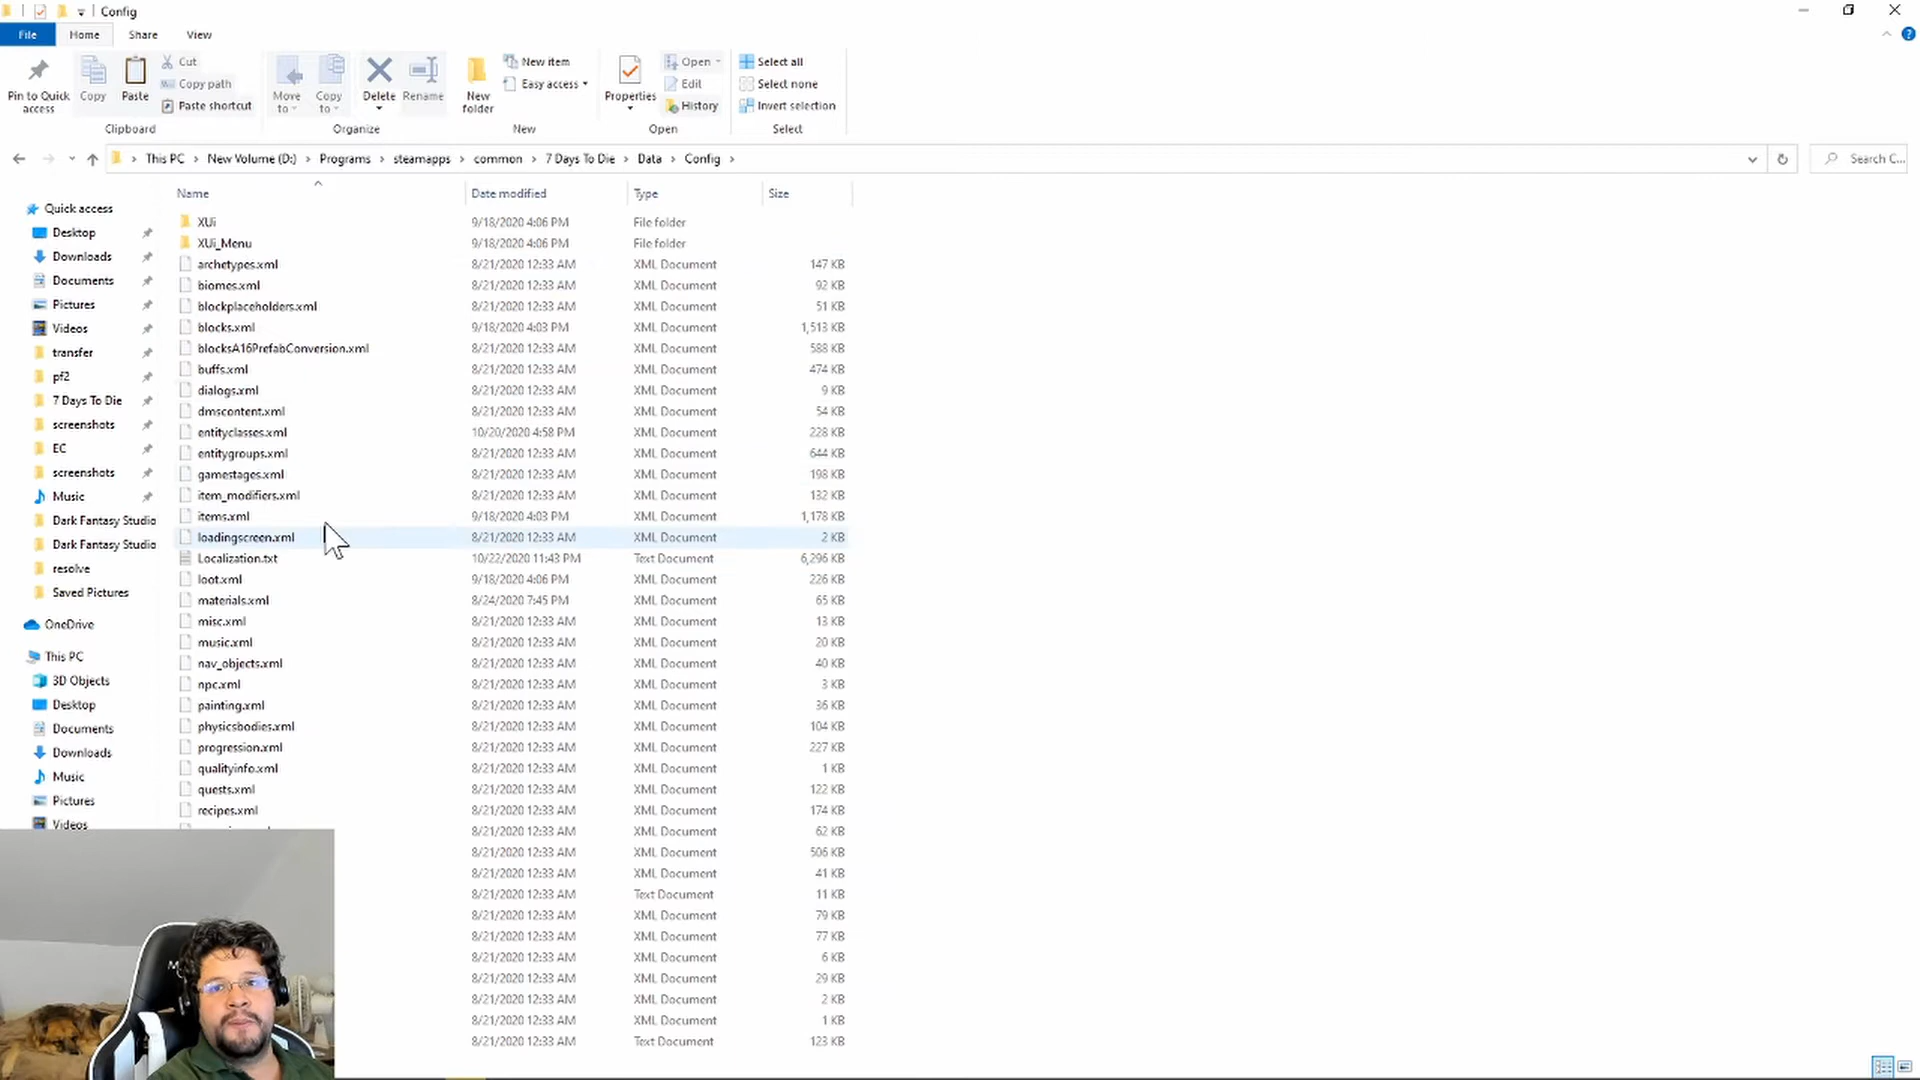 Config
File Home Share View
Pin to Quick access
Copy
Paste
Cut
Copy path
Paste shortcut
Clipboard
Move to
Copy to
Delete
Rename
Organize
New folder
New item
Easy access
New
Properties
Open
Edit
History
Open
Select all
Select none
Invert selection
Select
This PC > New Volume (D:) > Programs > steamapps > common > 7 Days To Die > Data > Config >
Search C...
Quick access
Desktop
Downloads
Documents
Pictures
Videos
transfer
pf2
7 Days To Die
screenshots
EC
screenshots
Music
Dark Fantasy Studio
Dark Fantasy Studio
resolve
Saved Pictures
OneDrive
This PC
3D Objects
Desktop
Documents
Downloads
Music
Pictures
Videos
Name Date modified Type Size
XUi 9/18/2020 4:06 PM File folder
XUi_Menu 9/18/2020 4:06 PM File folder
archetypes.xml 8/21/2020 12:33 AM XML Document 147 KB
biomes.xml 8/21/2020 12:33 AM XML Document 92 KB
blockplaceholders.xml 8/21/2020 12:33 AM XML Document 51 KB
blocks.xml 9/18/2020 4:03 PM XML Document 1,513 KB
blocksA16PrefabConversion.xml 8/21/2020 12:33 AM XML Document 588 KB
buffs.xml 8/21/2020 12:33 AM XML Document 474 KB
dialogs.xml 8/21/2020 12:33 AM XML Document 9 KB
dmscontent.xml 8/21/2020 12:33 AM XML Document 54 KB
entityclasses.xml 10/20/2020 4:58 PM XML Document 228 KB
entitygroups.xml 8/21/2020 12:33 AM XML Document 644 KB
gamestages.xml 8/21/2020 12:33 AM XML Document 198 KB
item_modifiers.xml 8/21/2020 12:33 AM XML Document 132 KB
items.xml 9/18/2020 4:03 PM XML Document 1,178 KB
loadingscreen.xml 8/21/2020 12:33 AM XML Document 2 KB
Localization.txt 10/22/2020 11:43 PM Text Document 6,296 KB
loot.xml 9/18/2020 4:06 PM XML Document 226 KB
materials.xml 8/24/2020 7:45 PM XML Document 65 KB
misc.xml 8/21/2020 12:33 AM XML Document 13 KB
music.xml 8/21/2020 12:33 AM XML Document 20 KB
nav_objects.xml 8/21/2020 12:33 AM XML Document 40 KB
npc.xml 8/21/2020 12:33 AM XML Document 3 KB
painting.xml 8/21/2020 12:33 AM XML Document 36 KB
physicsbodies.xml 8/21/2020 12:33 AM XML Document 104 KB
progression.xml 8/21/2020 12:33 AM XML Document 227 KB
qualityinfo.xml 8/21/2020 12:33 AM XML Document 1 KB
quests.xml 8/21/2020 12:33 AM XML Document 122 KB
recipes.xml 8/21/2020 12:33 AM XML Document 174 KB
8/21/2020 12:33 AM XML Document 62 KB
8/21/2020 12:33 AM XML Document 506 KB
8/21/2020 12:33 AM XML Document 41 KB
8/21/2020 12:33 AM Text Document 11 KB
8/21/2020 12:33 AM XML Document 79 KB
8/21/2020 12:33 AM XML Document 77 KB
8/21/2020 12:33 AM XML Document 6 KB
8/21/2020 12:33 AM XML Document 29 KB
8/21/2020 12:33 AM XML Document 2 KB
8/21/2020 12:33 AM XML Document 1 KB
8/21/2020 12:33 AM Text Document 123 KB